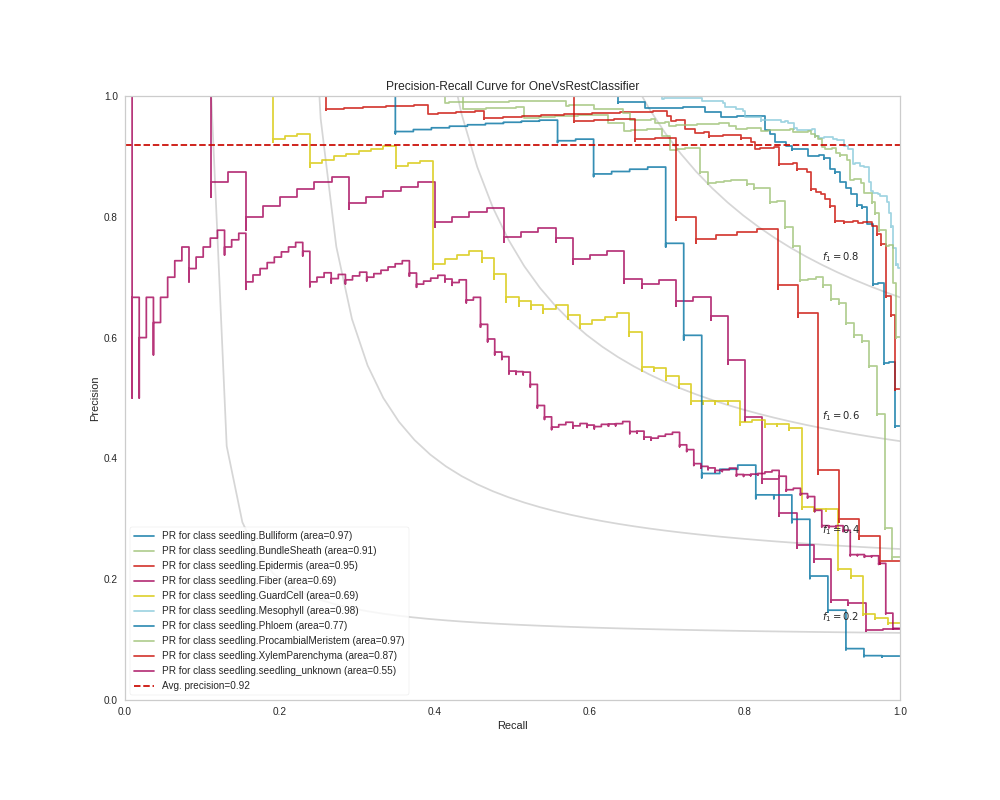 Precision-Recall Curve for OneVsRestClassifier
1.0
0.8
0.6
0.4
0.2
0.0
Precision
f1 = 0.8
f1 = 0.6
f1 = 0.4
f1 = 0.2
PR for class seedling.Bulliform (area=0.97)
PR for class seedling.BundleSheath (area=0.91)
PR for class seedling.Epidermis (area=0.95)
PR for class seedling.Fiber (area=0.69)
PR for class seedling.GuardCell (area=0.69)
PR for class seedling.Mesophyll (area=0.98)
PR for class seedling.Phloem (area=0.77)
PR for class seedling.ProcambialMeristem (area=0.97)
PR for class seedling.XylemParenchyma (area=0.87)
PR for class seedling.seedling_unknown (area=0.55)
Avg. precision=0.92
0.0 0.2 0.4 0.6 0.8 1.0
Recall